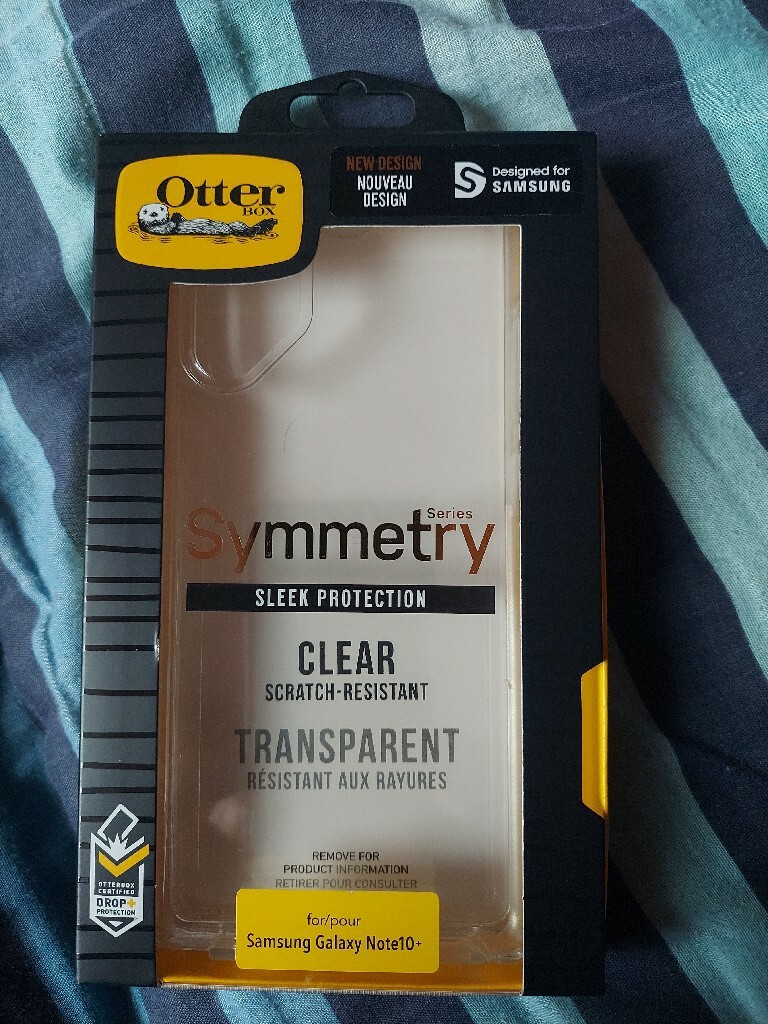 Otter
BOX
NEW DESIGN
NOUVEAU
DESIGN
Designed for
SAMSUNG
Series
Symmetry
SLEEK PROTECTION
CLEAR
SCRATCH-RESISTANT
TRANSPARENT
RÉSISTANT AUX RAYURES
REMOVE FOR
PRODUCT INFORMATION
RETIRER POUR CONSULTER
for/pour
Samsung Galaxy Note10+
OTTERBOX
CERTIFIED
DROP+
PROTECTION